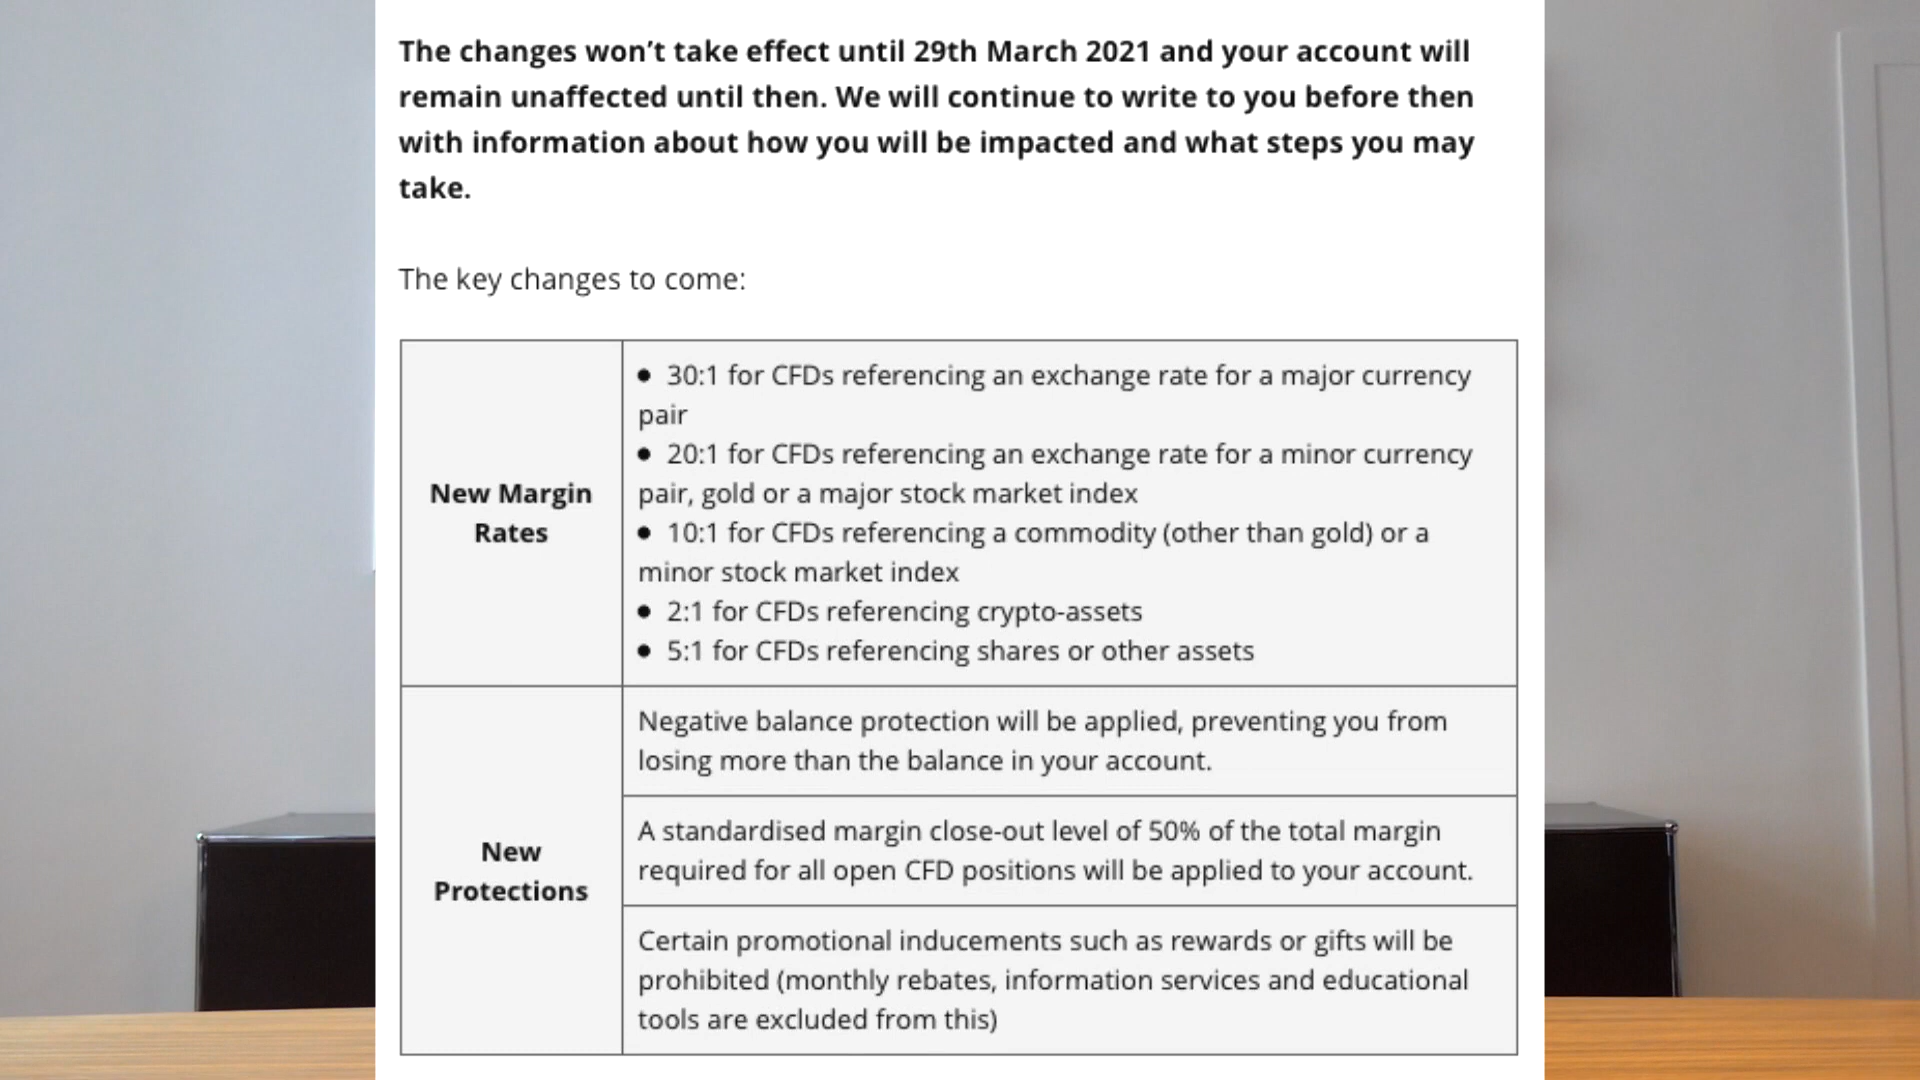 The changes won’t take effect until 29th March 2021 and your account will
remain unaffected until then. We will continue to write to you before then
with information about how you will be impacted and what steps you may
take.
The key changes to come:
New Margin
Rates
● 30:1 for CFDs referencing an exchange rate for a major currency
pair
● 20:1 for CFDs referencing an exchange rate for a minor currency
pair, gold or a major stock market index
● 10:1 for CFDs referencing a commodity (other than gold) or a
minor stock market index
● 2:1 for CFDs referencing crypto-assets
● 5:1 for CFDs referencing shares or other assets
New
Protections
Negative balance protection will be applied, preventing you from
losing more than the balance in your account.
A standardised margin close-out level of 50% of the total margin
required for all open CFD positions will be applied to your account.
Certain promotional inducements such as rewards or gifts will be
prohibited (monthly rebates, information services and educational
tools are excluded from this)